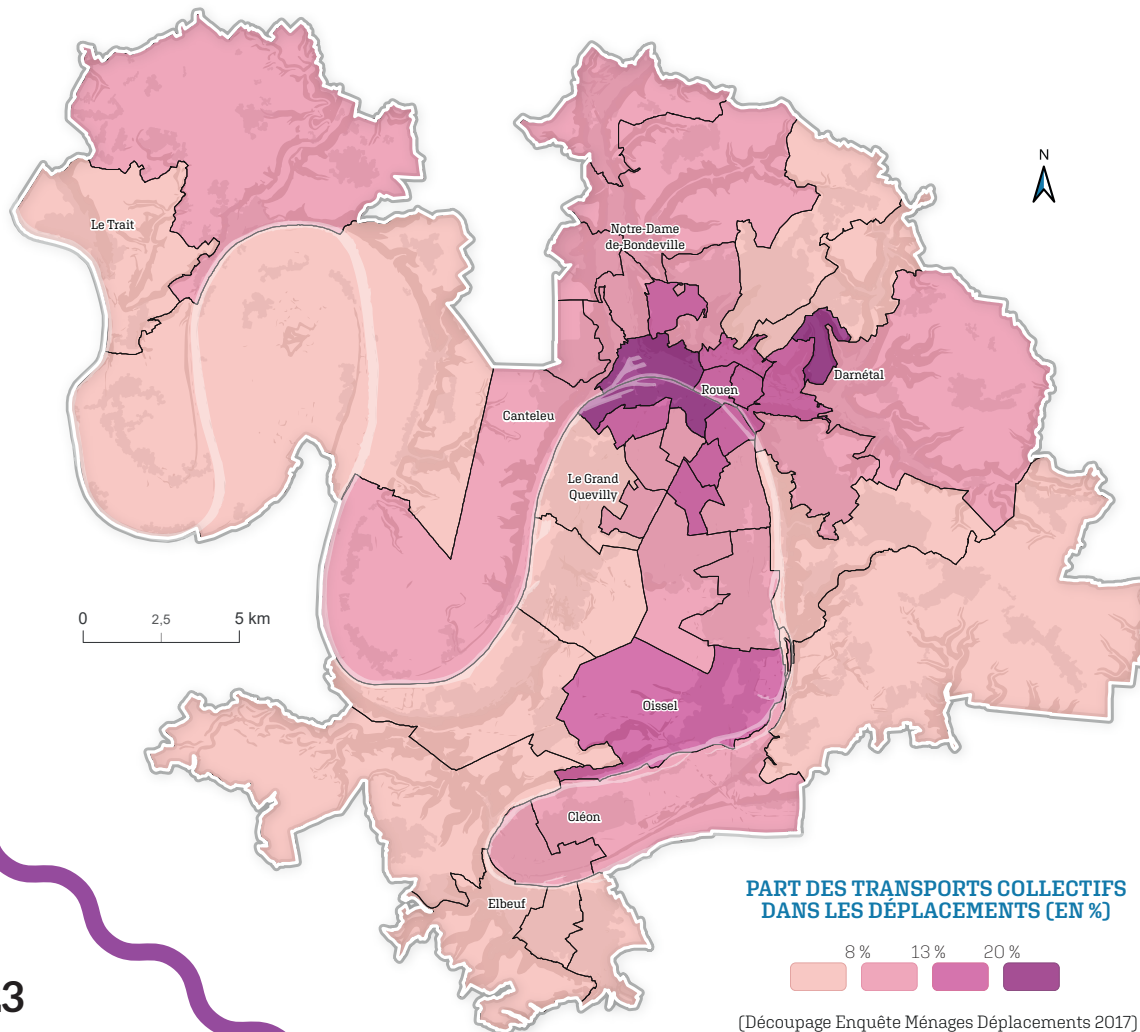 N
Le Trait
Notre-Dame
de-Bondeville
Darnétal
Rouen
Canteleu
Le Grand
Quevilly
0 2,5 5 km
Oissel
Cléon
Elbeuf
PART DES TRANSPORTS COLLECTIFS
DANS LES DÉPLACEMENTS (EN %)
8 % 13 % 20 %
(Découpage Enquête Ménages Déplacements 2017)